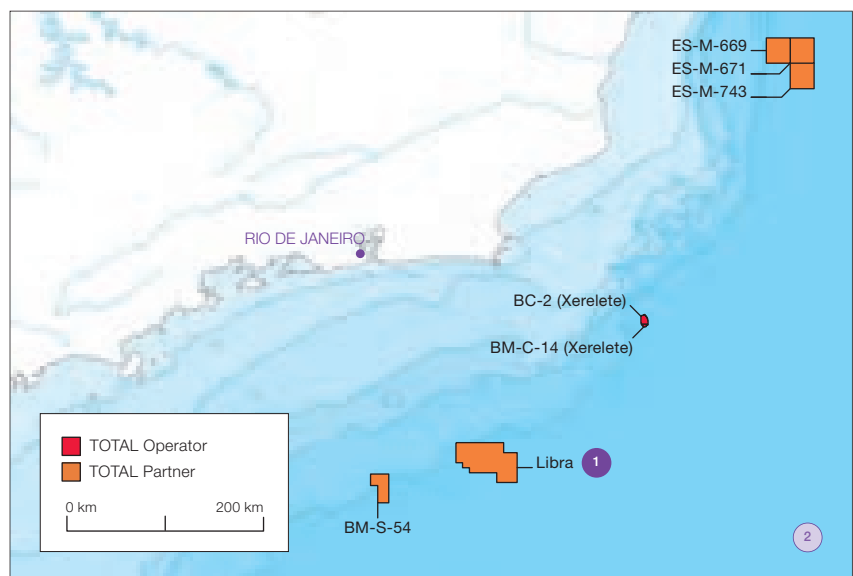 ES-M-669
ES-M-671
ES-M-743
RIO DE JANEIRO
BC-2 (Xerelete)
BM-C-14 (Xerelete)
TOTAL Operator
TOTAL Partner
0 km 200 km
Libra 1
BM-S-54
2